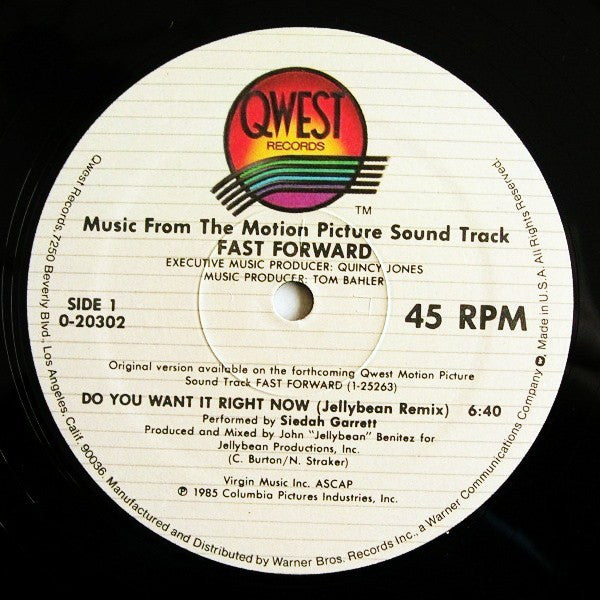 QWEST
RECORDS
TM
Music From The Motion Picture Sound Track
FAST FORWARD
EXECUTIVE MUSIC PRODUCER: QUINCY JONES
MUSIC PRODUCER: TOM BAHLER
SIDE 1
0-20302
45 RPM
Original version available on the forthcoming Qwest Motion Picture
Sound Track FAST FORWARD (1-25263)
DO YOU WANT IT RIGHT NOW (Jellybean Remix) 6:40
Performed by Siedah Garrett
Produced and Mixed by John "Jellybean" Benitez for
Jellybean Productions, Inc.
(C. Burton/N. Straker)
Virgin Music Inc. ASCAP
℗ 1985 Columbia Pictures Industries, Inc.
Qwest Records, 7250 Beverly Blvd., Los Angeles, Calif. 90036. Manufactured and Distributed by Warner Bros. Records Inc., a Warner Communications Company. Made in U.S.A. All Rights Reserved.